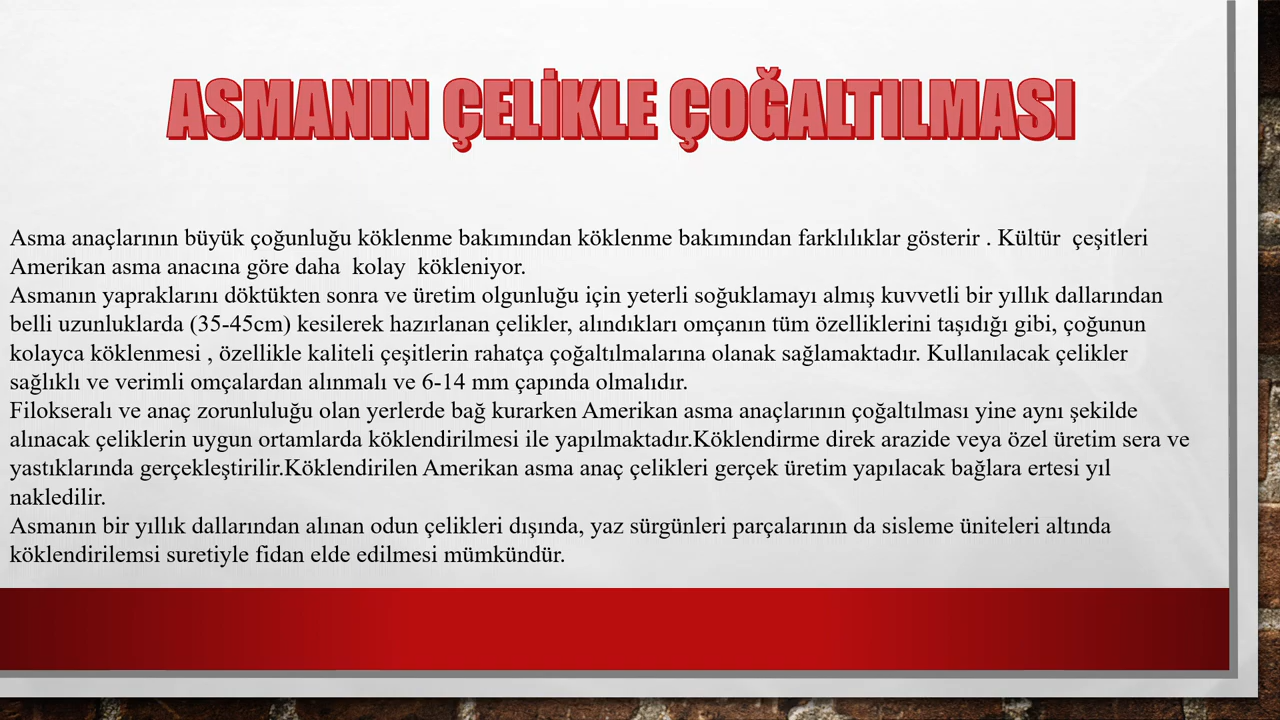 ASMANIN ÇELİKLE ÇOĞALTILMASI
Asma anaçlarının büyük çoğunluğu köklenme bakımından köklenme bakımından farklılıklar gösterir . Kültür  çeşitleri
Amerikan asma anacına göre daha  kolay  kökleniyor.
Asmanın yapraklarını döktükten sonra ve üretim olgunluğu için yeterli soğuklamayı almış kuvvetli bir yıllık dallarından
belli uzunluklarda (35-45cm) kesilerek hazırlanan çelikler, alındıkları omçanın tüm özelliklerini taşıdığı gibi, çoğunun
kolayca köklenmesi , özellikle kaliteli çeşitlerin rahatça çoğaltılmalarına olanak sağlamaktadır. Kullanılacak çelikler
sağlıklı ve verimli omçalardan alınmalı ve 6-14 mm çapında olmalıdır.
Filokseralı ve anaç zorunluluğu olan yerlerde bağ kurarken Amerikan asma anaçlarının çoğaltılması yine aynı şekilde
alınacak çeliklerin uygun ortamlarda köklendirilmesi ile yapılmaktadır.Köklendirme direk arazide veya özel üretim sera ve
yastıklarında gerçekleştirilir.Köklendirilen Amerikan asma anaç çelikleri gerçek üretim yapılacak bağlara ertesi yıl
nakledilir.
Asmanın bir yıllık dallarından alınan odun çelikleri dışında, yaz sürgünleri parçalarının da sisleme üniteleri altında
köklendirilemsi suretiyle fidan elde edilmesi mümkündür.